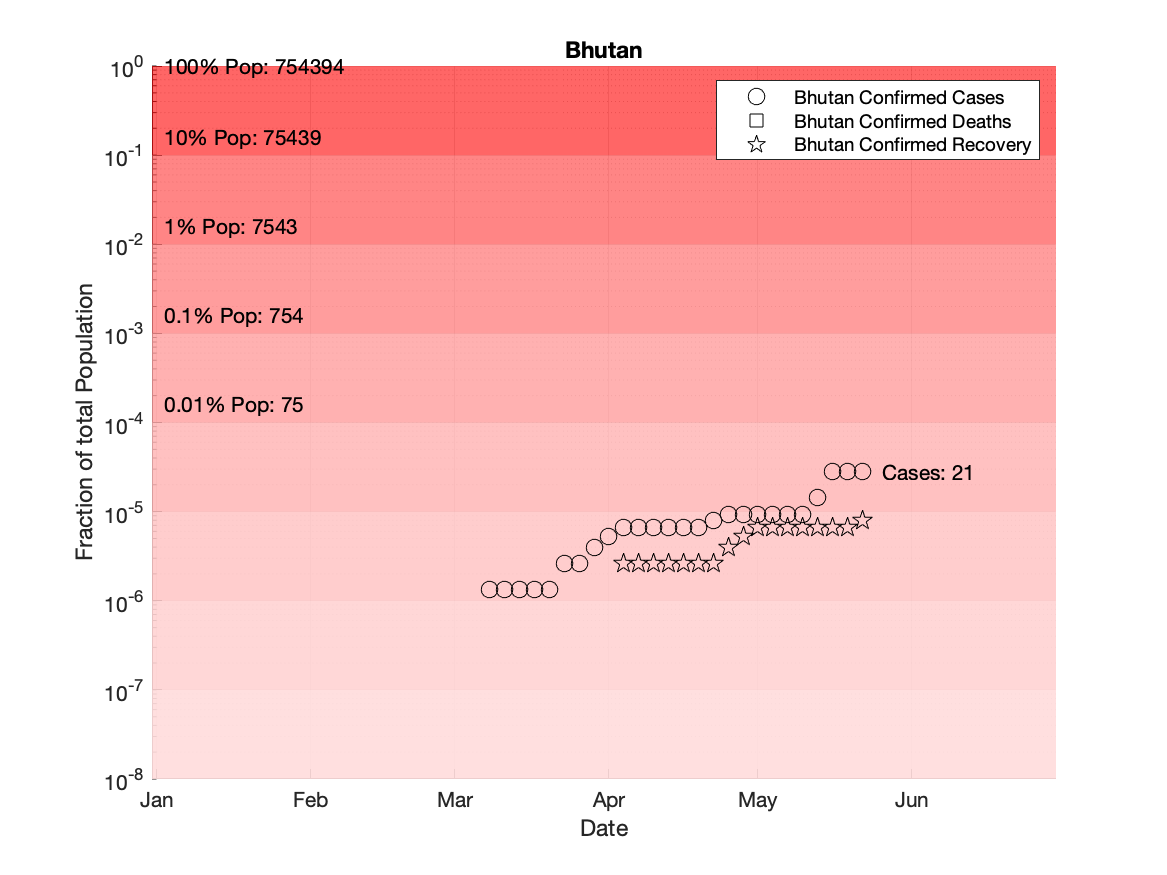 Bhutan
10⁰
100% Pop: 754394
Bhutan Confirmed Cases
Bhutan Confirmed Deaths
Bhutan Confirmed Recovery
10% Pop: 75439
10⁻¹
1% Pop: 7543
10⁻²
0.1% Pop: 754
10⁻³
0.01% Pop: 75
10⁻⁴
Cases: 21
10⁻⁵
10⁻⁶
10⁻⁷
10⁻⁸
Fraction of total Population
Jan Feb Mar Apr May Jun
Date